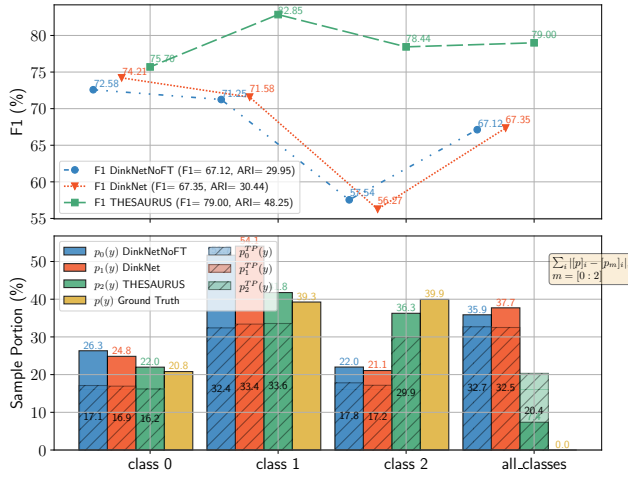 F1 (%)
80
75
70
65
60
55
72.58
74.21
75.70
71.25
71.58
82.85
57.54
56.27
78.44
67.12
67.35
79.00
F1 DinkNetNoFT (F1= 67.12, ARI= 29.95)
F1 DinkNet (F1= 67.35, ARI= 30.44)
F1 THESAURUS (F1= 79.00, ARI= 48.25)
Sample Portion (%)
50
40
30
20
10
0
p₀(y) DinkNetNoFT
p₁(y) DinkNet
p₂(y) THESAURUS
p(y) Ground Truth
p₀ᵀᴾ(y)
p₁ᵀᴾ(y)
p₂ᵀᴾ(y)
∑ᵢ |[p]ᵢ − [pₘ]ᵢ|
m = [0 : 2]
26.3
24.8
22.0
20.8
17.1
16.9
16.2
54.1
39.3
32.4
33.4
33.6
22.0
21.1
36.3
39.9
17.8
17.2
29.9
35.9
37.7
0.0
32.7
32.5
20.4
class 0
class 1
class 2
all_classes